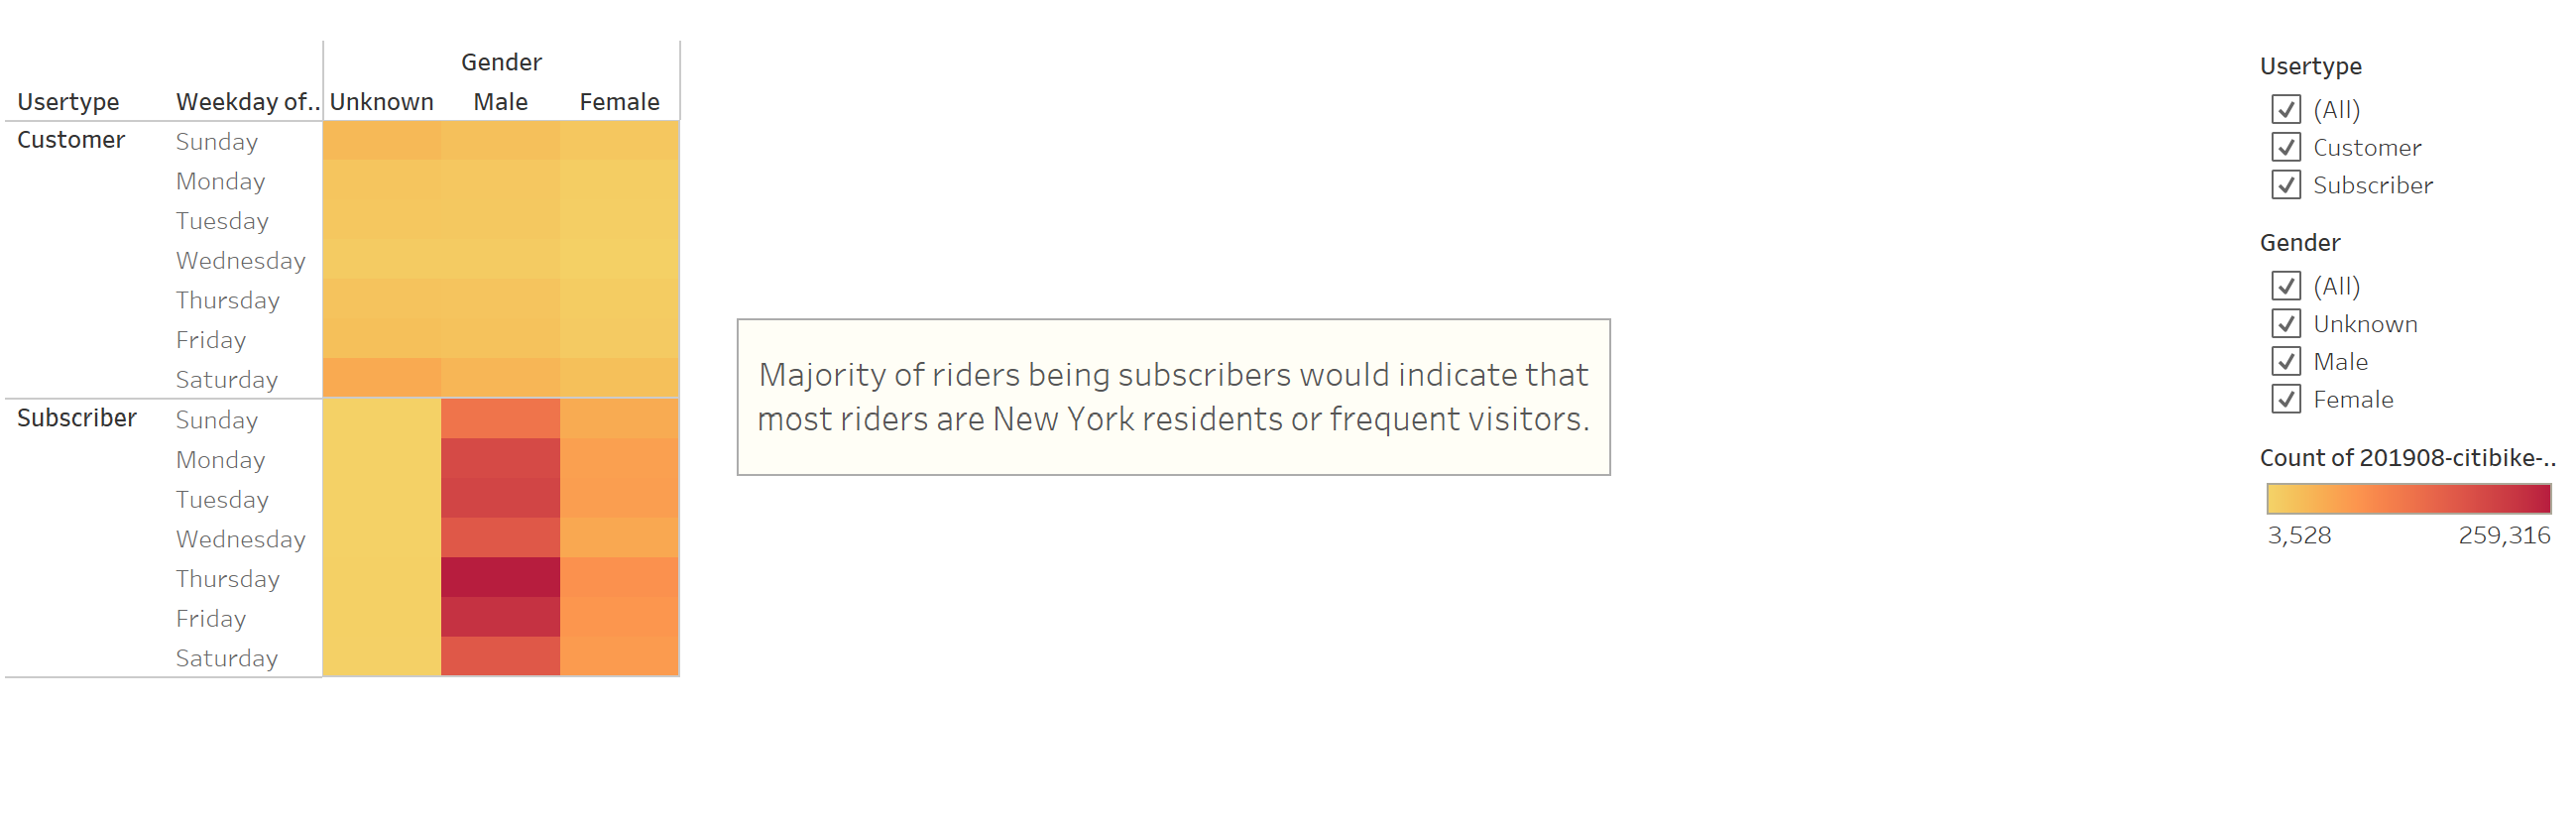 Gender
Usertype Weekday of.. Unknown Male Female
Customer Sunday
Monday
Tuesday
Wednesday
Thursday
Friday
Saturday
Subscriber Sunday
Monday
Tuesday
Wednesday
Thursday
Friday
Saturday
Majority of riders being subscribers would indicate that
most riders are New York residents or frequent visitors.
Usertype
(All)
Customer
Subscriber
Gender
(All)
Unknown
Male
Female
Count of 201908-citibike-..
3,528 259,316